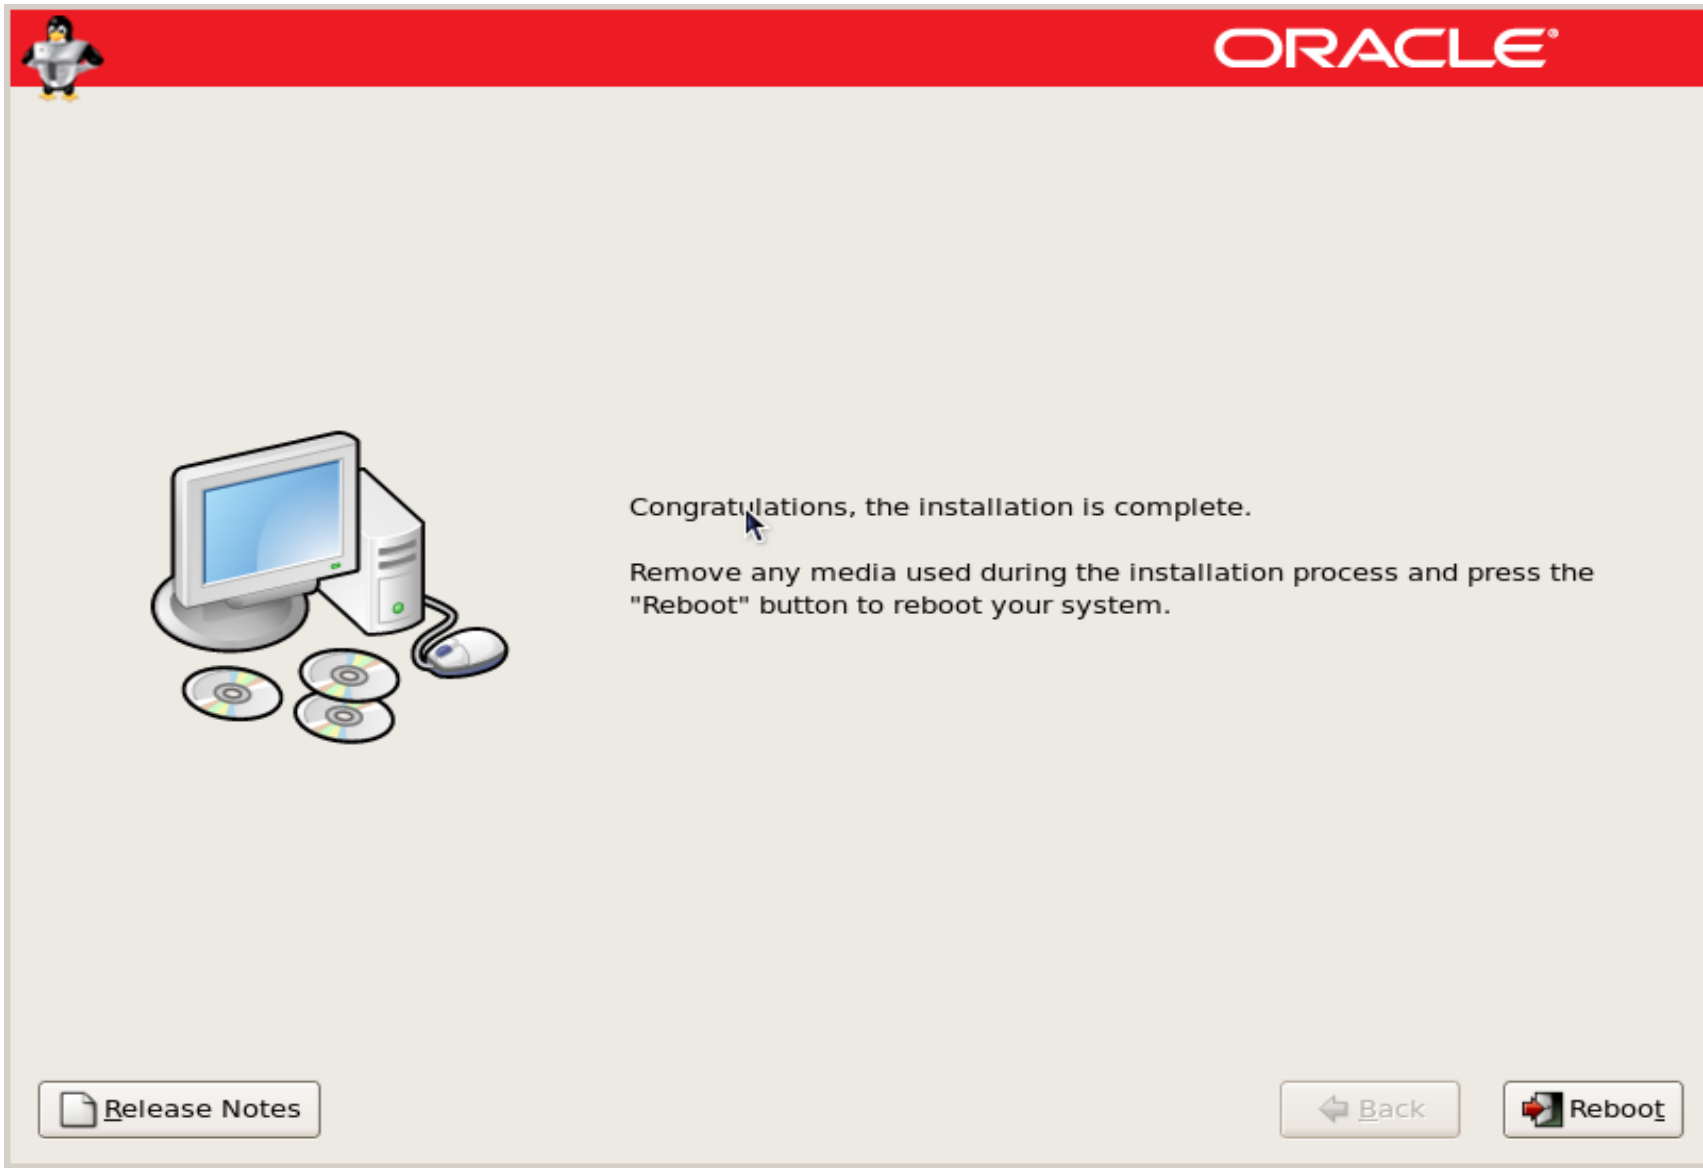 ORACLE®
Congratulations, the installation is complete.
Remove any media used during the installation process and press the
"Reboot" button to reboot your system.
Release Notes
Back
Reboot